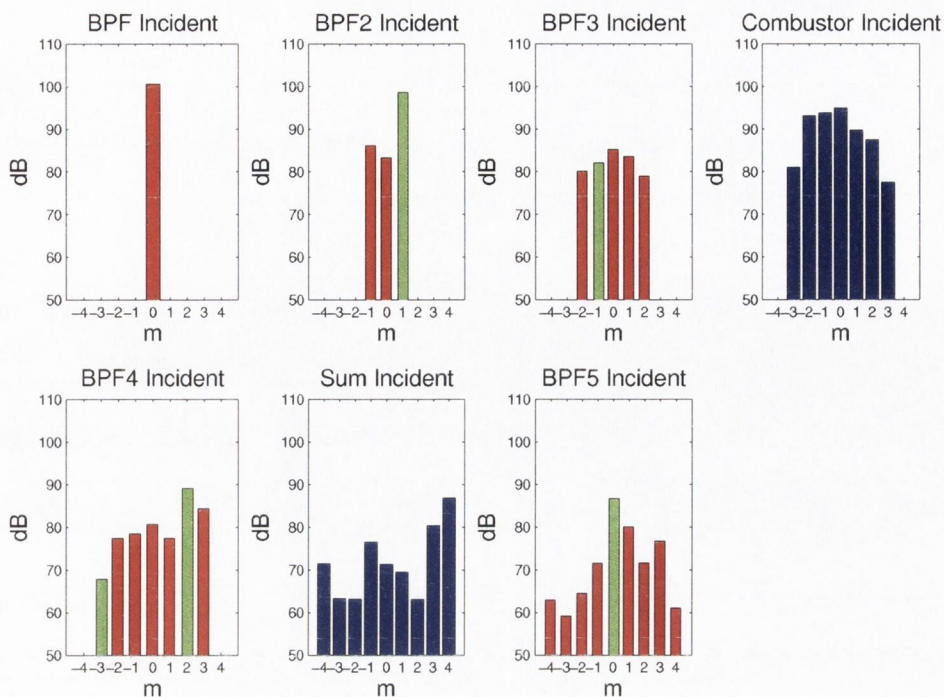 BPF Incident
BPF2 Incident
BPF3 Incident
Combustor Incident
110
100
90
80
70
60
50
dB
−4−3−2−1 0 1 2 3 4
m
110
100
90
80
70
60
50
dB
−4−3−2−1 0 1 2 3 4
m
110
100
90
80
70
60
50
dB
−4−3−2−1 0 1 2 3 4
m
110
100
90
80
70
60
50
dB
−4−3−2−1 0 1 2 3 4
m
BPF4 Incident
Sum Incident
BPF5 Incident
110
100
90
80
70
60
50
dB
−4−3−2−1 0 1 2 3 4
m
110
100
90
80
70
60
50
dB
−4−3−2−1 0 1 2 3 4
m
110
100
90
80
70
60
50
dB
−4−3−2−1 0 1 2 3 4
m